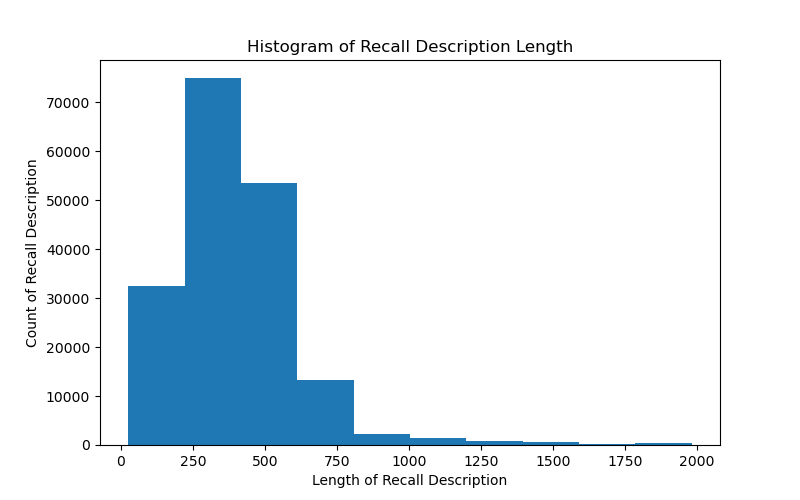 Histogram of Recall Description Length
70000
60000
50000
40000
30000
20000
10000
0
Count of Recall Description
0 250 500 750 1000 1250 1500 1750 2000
Length of Recall Description